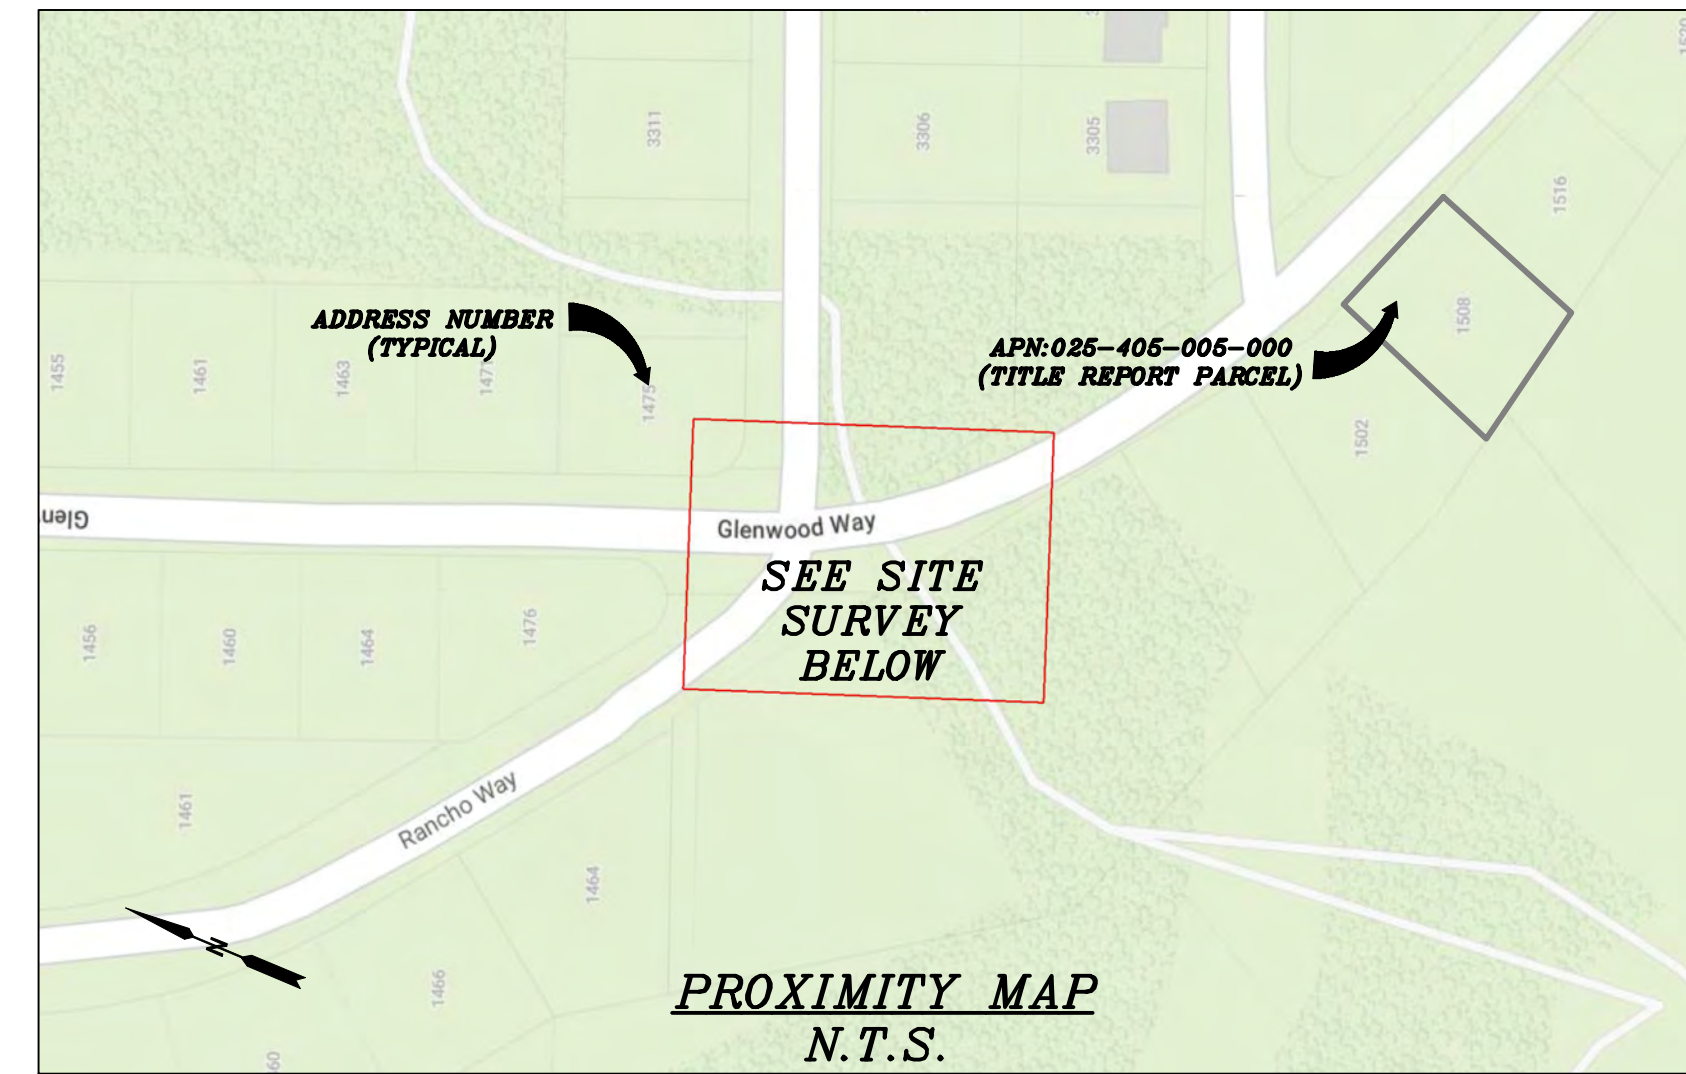 3311
3306
3305
1516
1508
ADDRESS NUMBER
(TYPICAL)
APN:025-405-005-000
(TITLE REPORT PARCEL)
1455
1461
1463
1475
1502
Glenwood Way
SEE SITE
SURVEY
BELOW
1456
1460
1464
1476
1461
Rancho Way
1464
1466
N
PROXIMITY MAP
N.T.S.